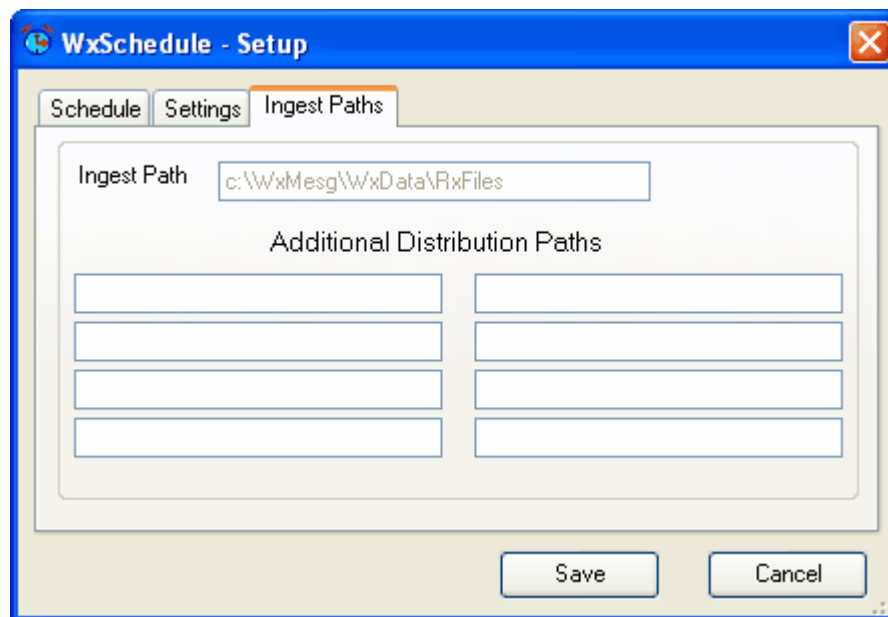 WxSchedule - Setup
Schedule Settings Ingest Paths
Ingest Path c:\WxMesg\WxData\RxFiles
Additional Distribution Paths
Save Cancel